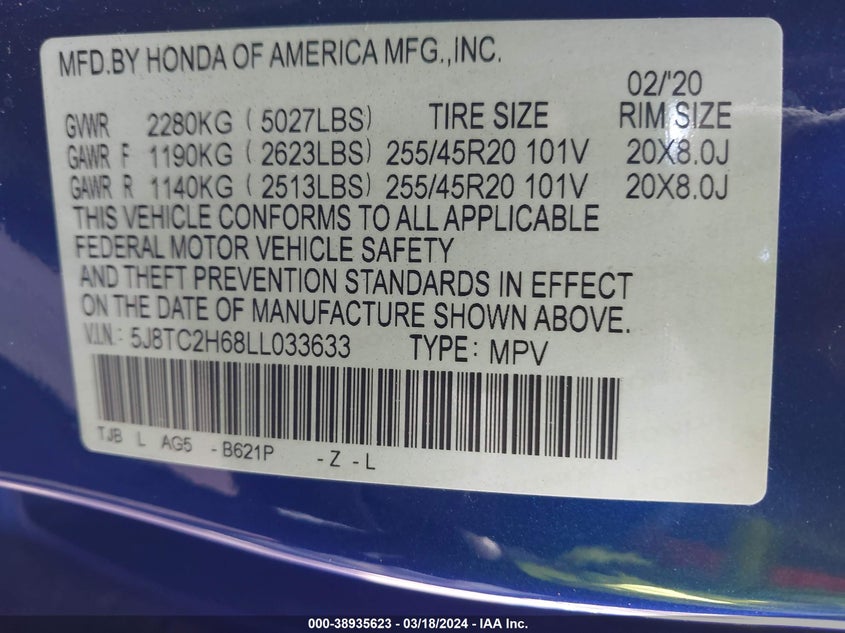 MFD.BY HONDA OF AMERICA MFG.,INC.
02/'20
GVWR 2280KG ( 5027LBS) TIRE SIZE RIM SIZE
GAWR F 1190KG ( 2623LBS) 255/45R20 101V 20X8.0J
GAWR R 1140KG ( 2513LBS) 255/45R20 101V 20X8.0J
THIS VEHICLE CONFORMS TO ALL APPLICABLE
FEDERAL MOTOR VEHICLE SAFETY
AND THEFT PREVENTION STANDARDS IN EFFECT
ON THE DATE OF MANUFACTURE SHOWN ABOVE.
V.I.N.: 5J8TC2H68LL033633 TYPE: MPV
TJB L AG5 - B621P - Z - L
000-38935623 - 03/18/2024 - IAA Inc.